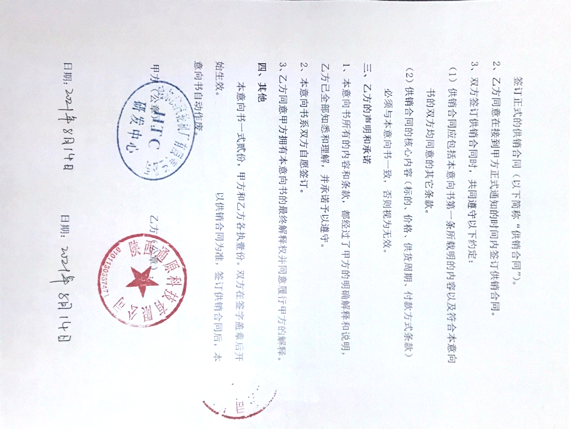 签订正式的供销合同（以下简称“供销合同”）。
2、乙方同意在接到甲方正式通知的时间内签订供销合同。
3、双方签订供销合同时，共同遵守以下约定：
（1）供销合同应包括本意向书第一条所载明的内容以及符合本意向
书的双方均同意的其它条款。
（2）供销合同的核心内容（标的，价格，供货周期、付款方式条款）
必须与本意向书一致，否则视为无效。
三、乙方的声明和承诺
1、本意向书所有的内容和条款，都经过了甲方的明确解释和说明，
乙方已全部知悉和理解，并承诺予以遵守。
2、本意向书系双方自愿签订。
3、乙方同意甲方拥有本意向书的最终解释权并同意履行甲方的解释。
四、其他
本意向书一式贰份，甲方和乙方各执壹份，双方在签字盖章后开
始生效。
以供销合同为准，签订供销合同后，本
意向书自动作废。
甲方（公章
乙方
HTC
研发中心
科技有限公司
日期：2021年8月14日
日期：2021年8月14日